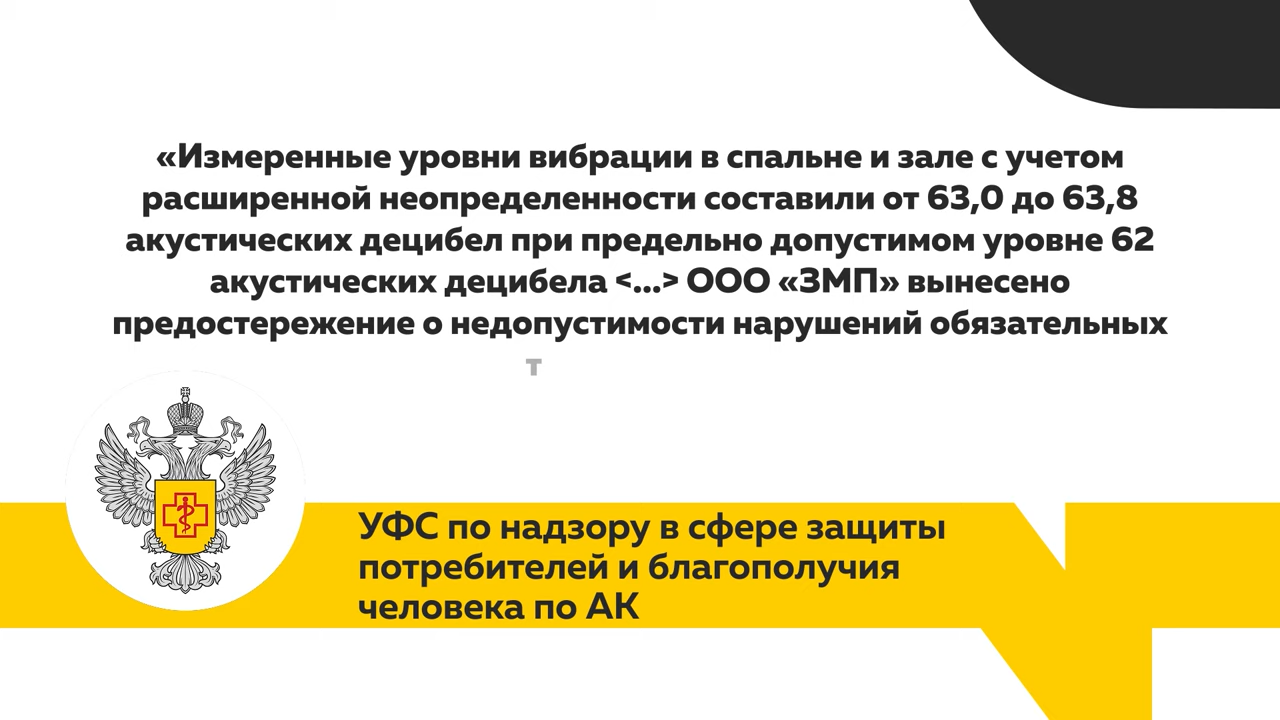 «Измеренные уровни вибрации в спальне и зале с учетом
расширенной неопределенности составили от 63,0 до 63,8
акустических децибел при предельно допустимом уровне 62
акустических децибела <...> ООО «ЗМП» вынесено
предостережение о недопустимости нарушений обязательных
т
УФС по надзору в сфере защиты
потребителей и благополучия
человека по АК